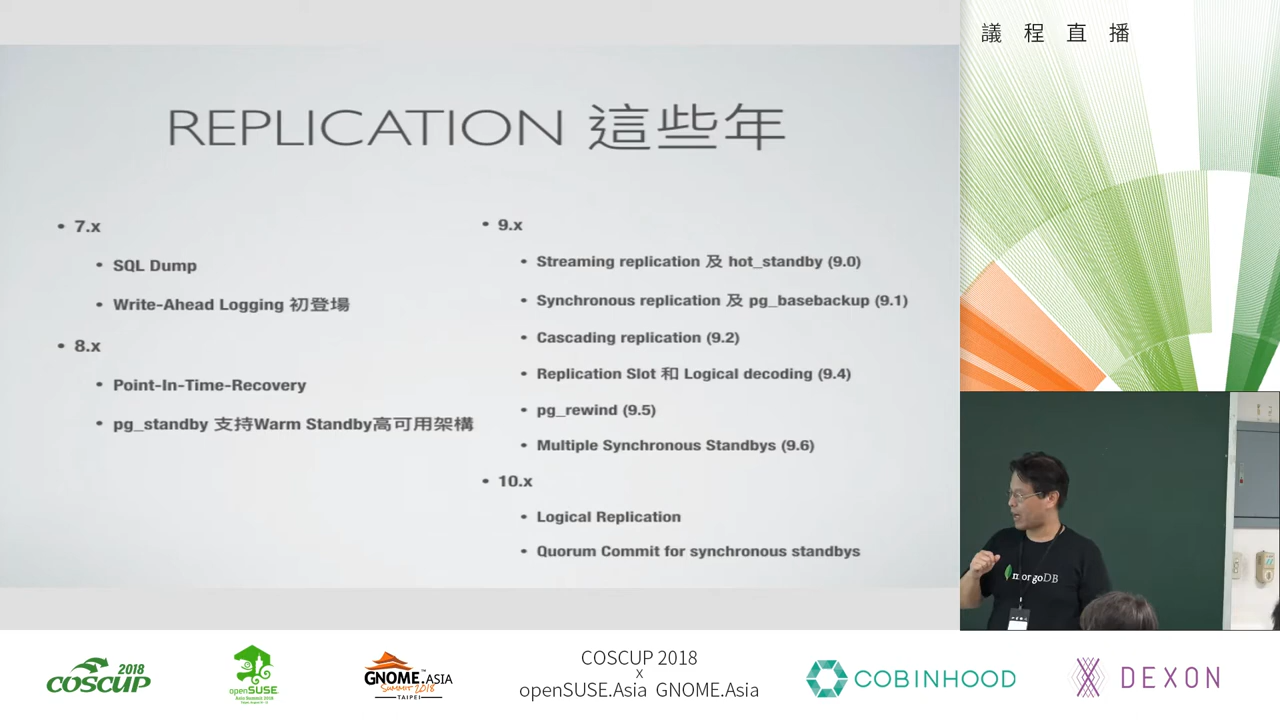 議程直播
REPLICATION 這些年
• 7.x
• SQL Dump
• Write-Ahead Logging 初登場
• 8.x
• Point-In-Time-Recovery
• pg_standby 支持Warm Standby高可用架構
• 9.x
• Streaming replication 及 hot_standby (9.0)
• Synchronous replication 及 pg_basebackup (9.1)
• Cascading replication (9.2)
• Replication Slot 和 Logical decoding (9.4)
• pg_rewind (9.5)
• Multiple Synchronous Standbys (9.6)
• 10.x
• Logical Replication
• Quorum Commit for synchronous standbys
mongoDB
2018
COSCUP
openSUSE
Asia Summit 2018
GNOME.ASIA
SUMMIT 2018
TAIPEI
COSCUP 2018
x
openSUSE.Asia GNOME.Asia
COBINHOOD
DEXON